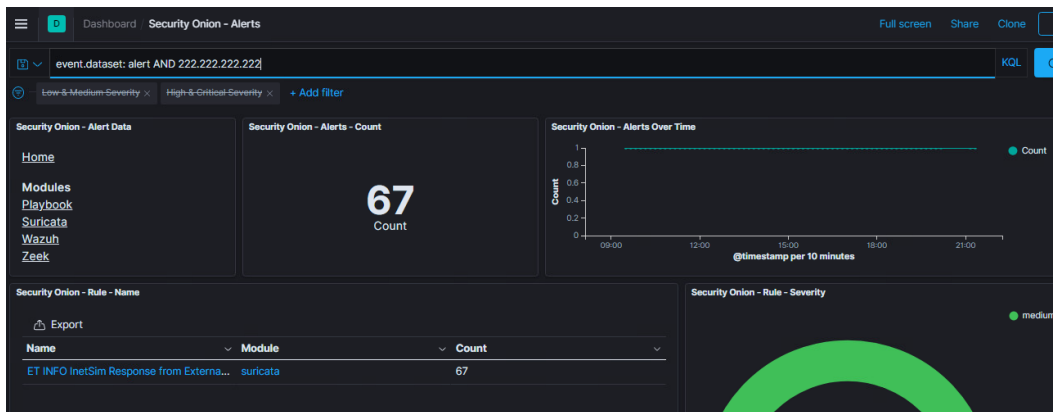 D Dashboard / Security Onion - Alerts Full screen Share Clone
event.dataset: alert AND 222.222.222.222 KQL
Low & Medium Severity × High & Critical Severity × + Add filter
Security Onion - Alert Data
Home
Modules
Playbook
Suricata
Wazuh
Zeek
Security Onion - Alerts - Count
67
Count
Security Onion - Alerts Over Time
Count
1
0.8
0.6
0.4
0.2
0
Count
09:00 12:00 15:00 18:00 21:00
@timestamp per 10 minutes
Security Onion - Rule - Name
Export
Name Module Count
ET INFO InetSim Response from Externa... suricata 67
Security Onion - Rule - Severity
medium